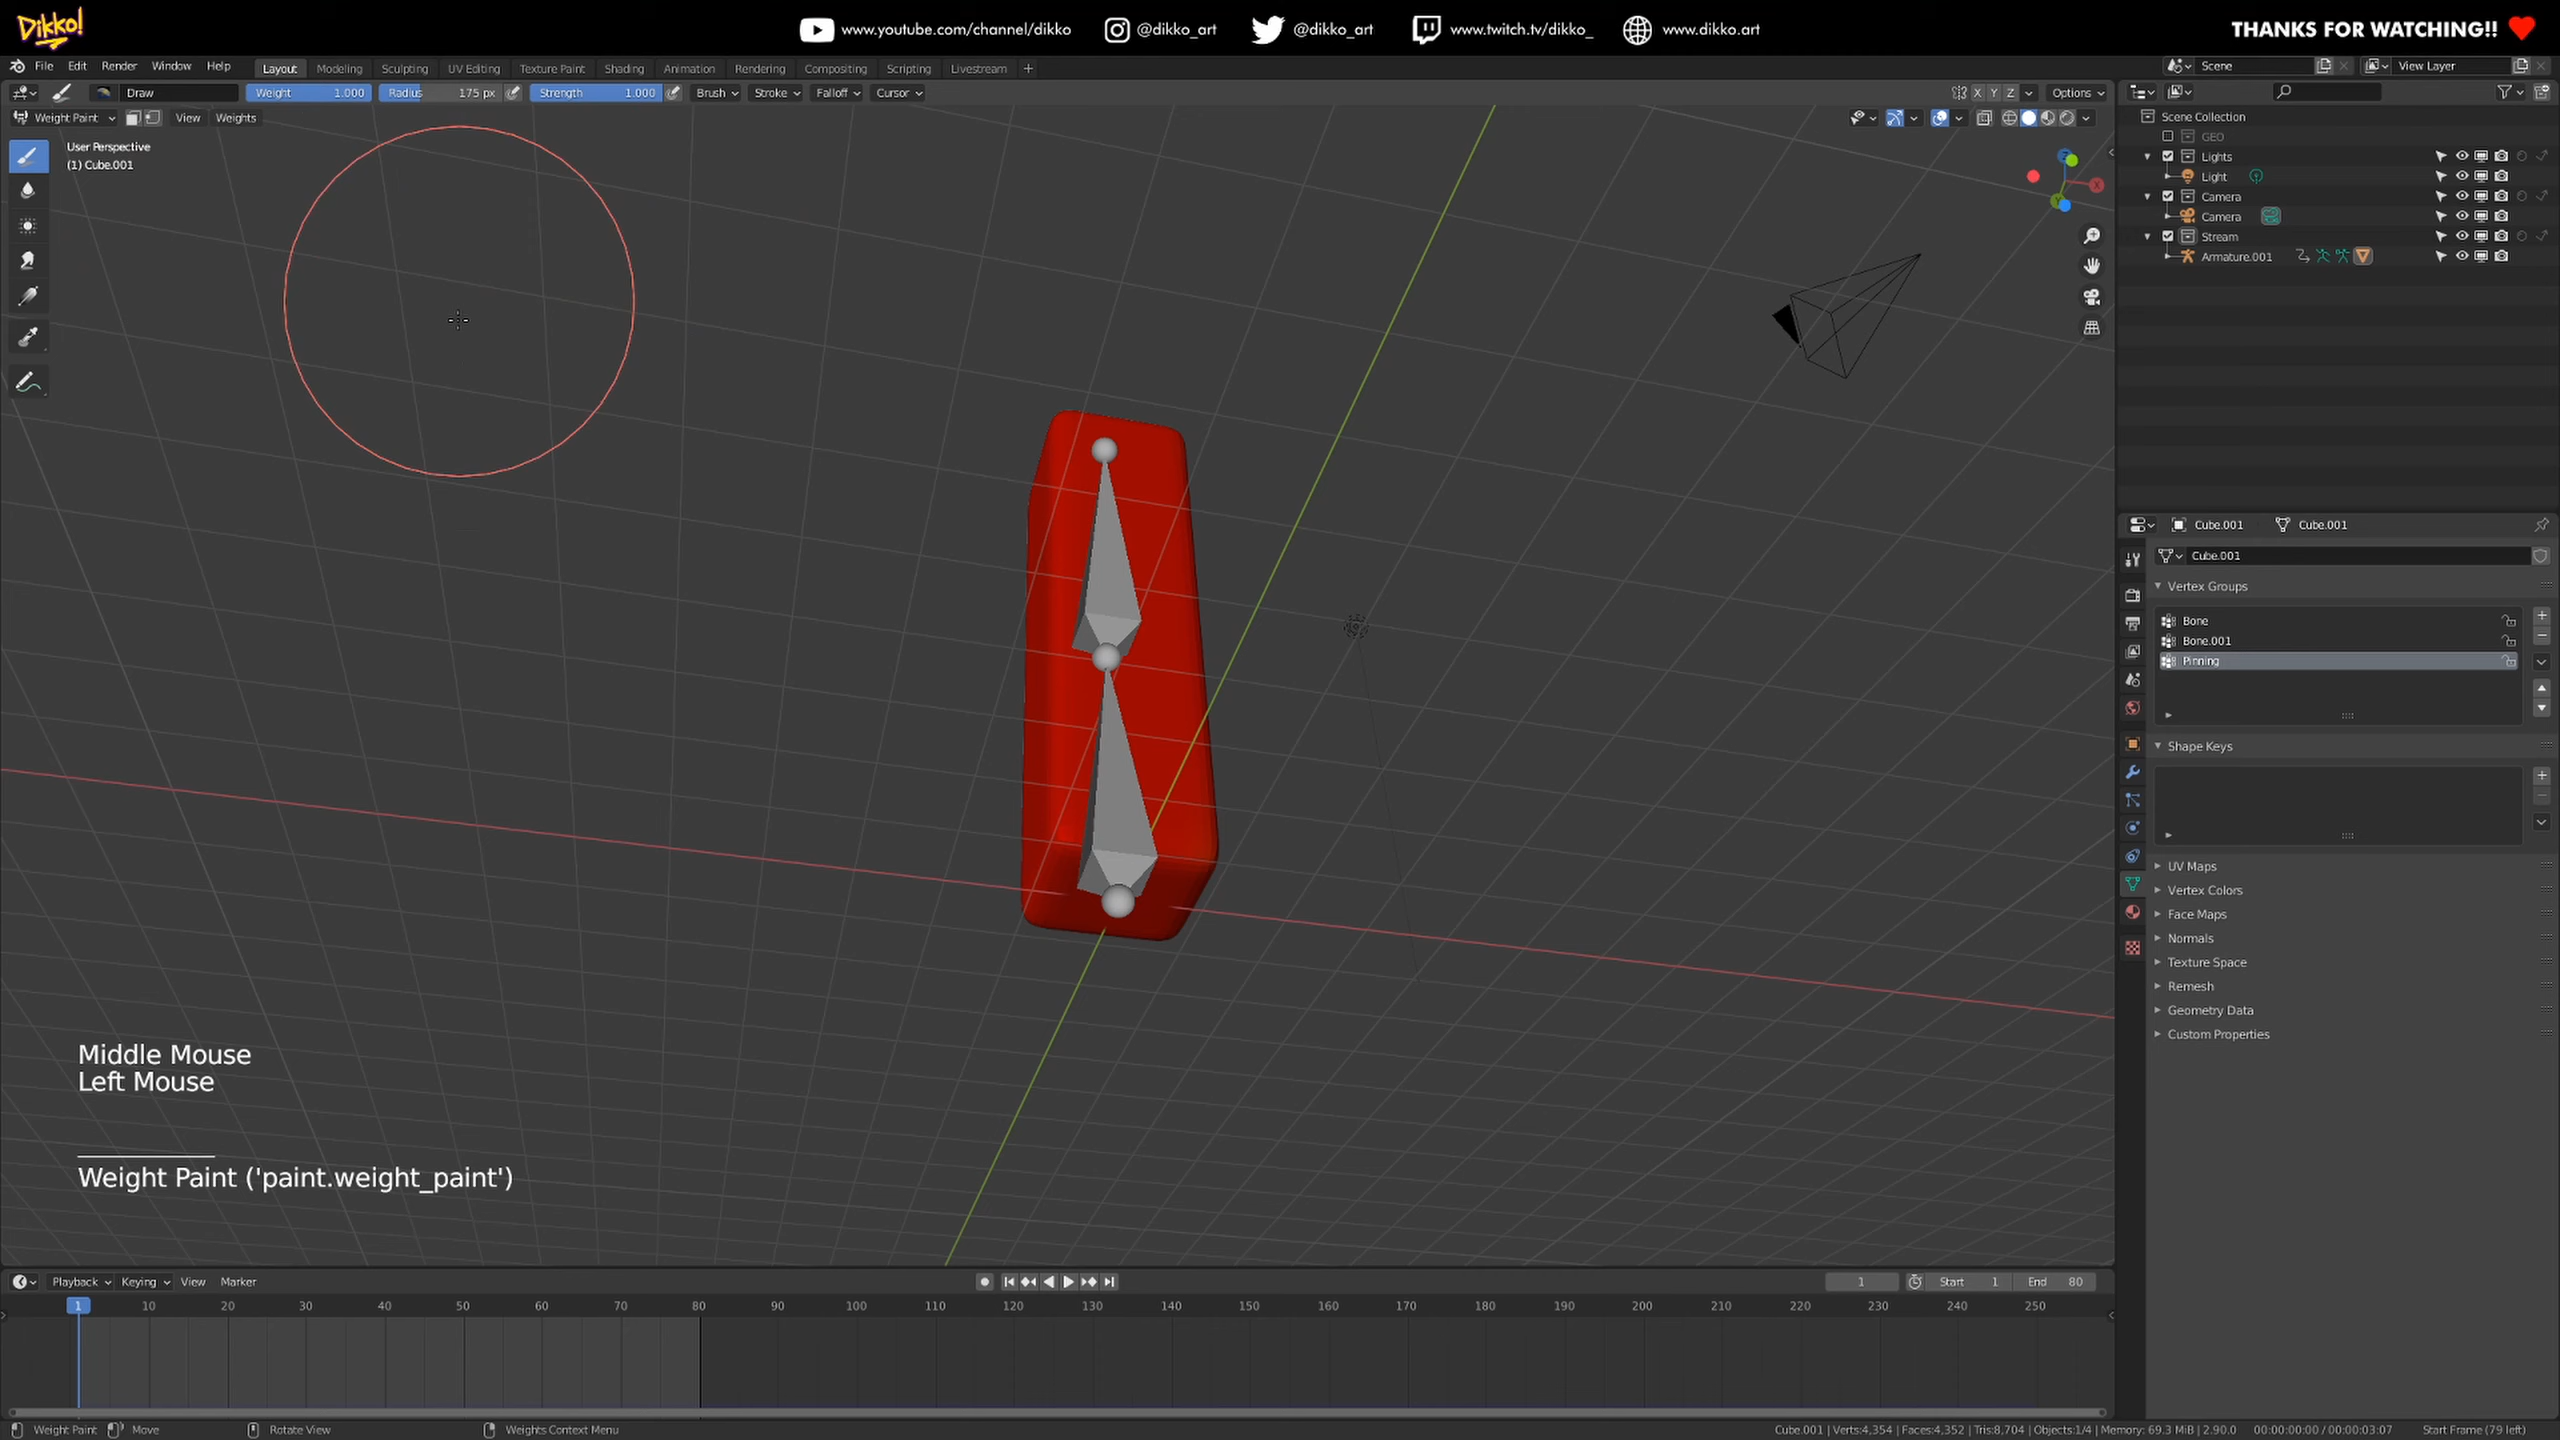 Dikko!
www.youtube.com/channel/dikko @dikko_art @dikko_art www.twitch.tv/dikko_ www.dikko.art
THANKS FOR WATCHING!!
File Edit Render Window Help Layout Modeling Sculpting UV Editing Texture Paint Shading Animation Rendering Compositing Scripting Livestream +
Scene View Layer
Draw Weight 1.000 Radius 175 px Strength 1.000 Brush Stroke Falloff Cursor
X Y Z Options
Weight Paint View Weights
User Perspective
(1) Cube.001
Scene Collection
GEO
Lights
Light
Camera
Camera
Stream
Armature.001
X
Cube.001 Cube.001
Cube.001
Vertex Groups
Bone
Bone.001
Pinning
Shape Keys
UV Maps
Vertex Colors
Face Maps
Normals
Texture Space
Remesh
Geometry Data
Custom Properties
Middle Mouse
Left Mouse
Weight Paint ('paint.weight_paint')
Playback Keying View Marker
1 Start 1 End 80
1 10 20 30 40 50 60 70 80 90 100 110 120 130 140 150 160 170 180 190 200 210 220 230 240 250
Weight Paint Move Rotate View Weights Context Menu
Cube.001 | Verts:4,354 | Faces:4,352 | Tris:8,704 | Objects:1/4 | Memory: 69.3 MiB | 2.90.0 00:00:00:00 / 00:00:03:07 Start Frame (79 left)